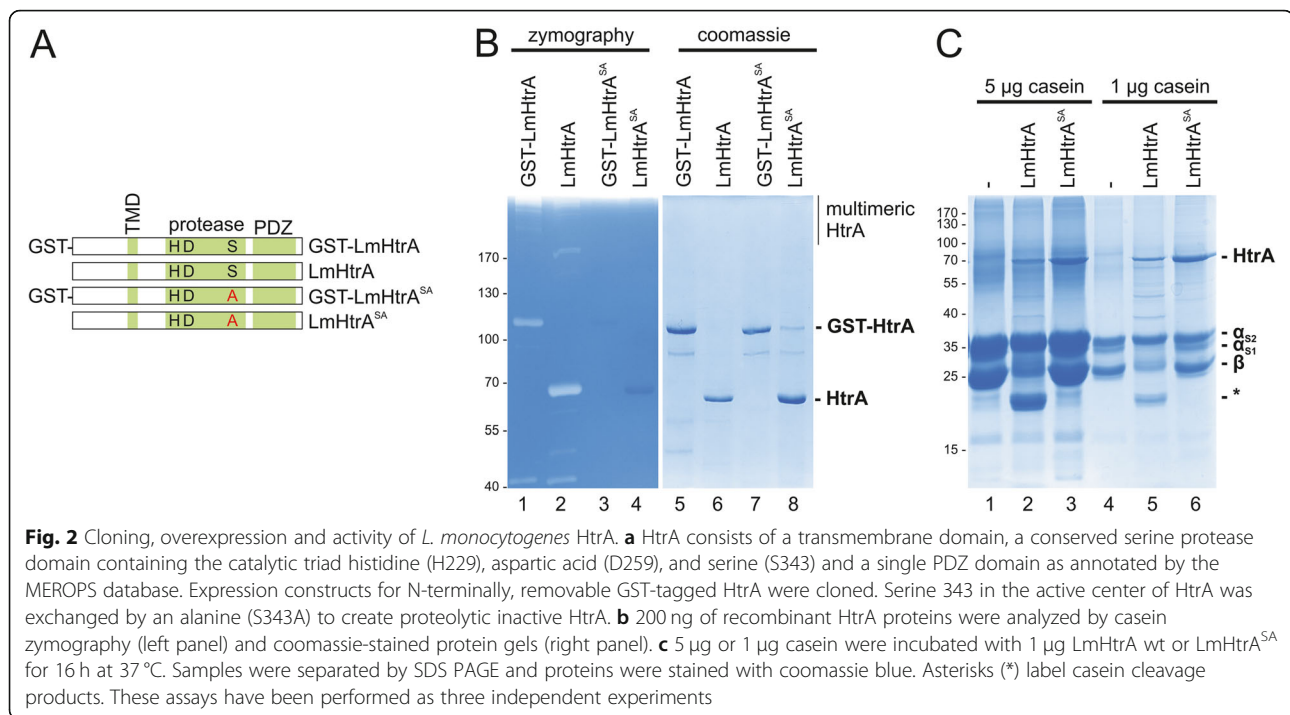 A
TMD
protease
PDZ
GST-
H D
S
GST-LmHtrA
H D
S
LmHtrA
GST-
H D
A
GST-LmHtrA^SA
H D
A
LmHtrA^SA
B
zymography
coomassie
GST-LmHtrA
LmHtrA
GST-LmHtrA^SA
LmHtrA^SA
GST-LmHtrA
LmHtrA
GST-LmHtrA^SA
LmHtrA^SA
multimeric
HtrA
170 -
130 -
100 -
70 -
55 -
40 -
- GST-HtrA
- HtrA
1 2 3 4 5 6 7 8
C
5 µg casein
1 µg casein
-
LmHtrA
LmHtrA^SA
-
LmHtrA
LmHtrA^SA
170 -
130 -
100 -
70 -
55 -
40 -
35 -
25 -
15 -
- HtrA
- αS2
- αS1
- β
- *
1 2 3 4 5 6
Fig. 2 Cloning, overexpression and activity of L. monocytogenes HtrA. a HtrA consists of a transmembrane domain, a conserved serine protease
domain containing the catalytic triad histidine (H229), aspartic acid (D259), and serine (S343) and a single PDZ domain as annotated by the
MEROPS database. Expression constructs for N-terminally, removable GST-tagged HtrA were cloned. Serine 343 in the active center of HtrA was
exchanged by an alanine (S343A) to create proteolytic inactive HtrA. b 200 ng of recombinant HtrA proteins were analyzed by casein
zymography (left panel) and coomassie-stained protein gels (right panel). c 5 µg or 1 µg casein were incubated with 1 µg LmHtrA wt or LmHtrA^SA
for 16 h at 37 °C. Samples were separated by SDS PAGE and proteins were stained with coomassie blue. Asterisks (*) label casein cleavage
products. These assays have been performed as three independent experiments